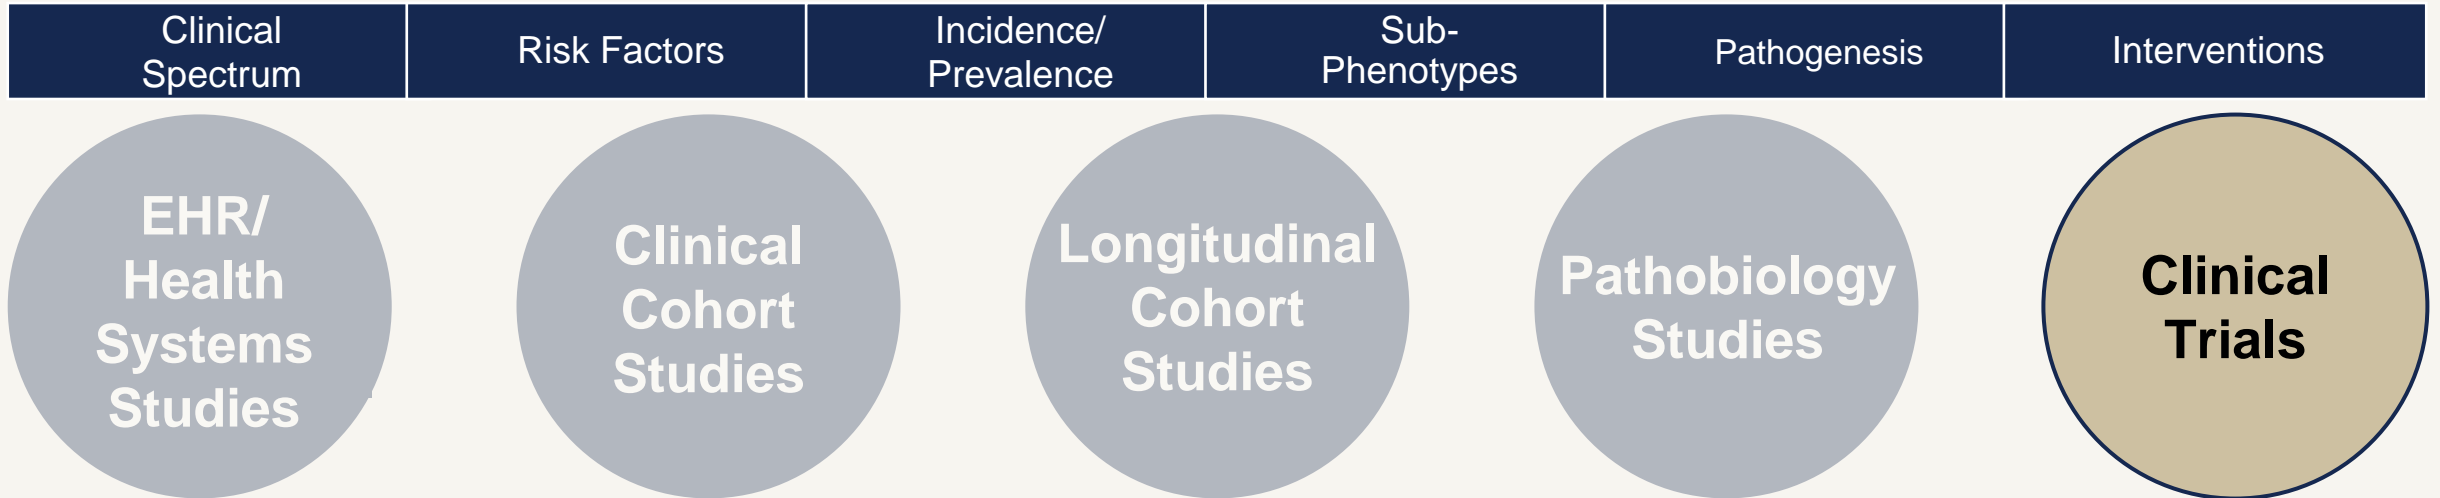 Clinical
Spectrum
Risk Factors
Incidence/
Prevalence
Sub-
Phenotypes
Pathogenesis
Interventions
EHR/
Health
Systems
Studies
Clinical
Cohort
Studies
Longitudinal
Cohort
Studies
Pathobiology
Studies
Clinical
Trials